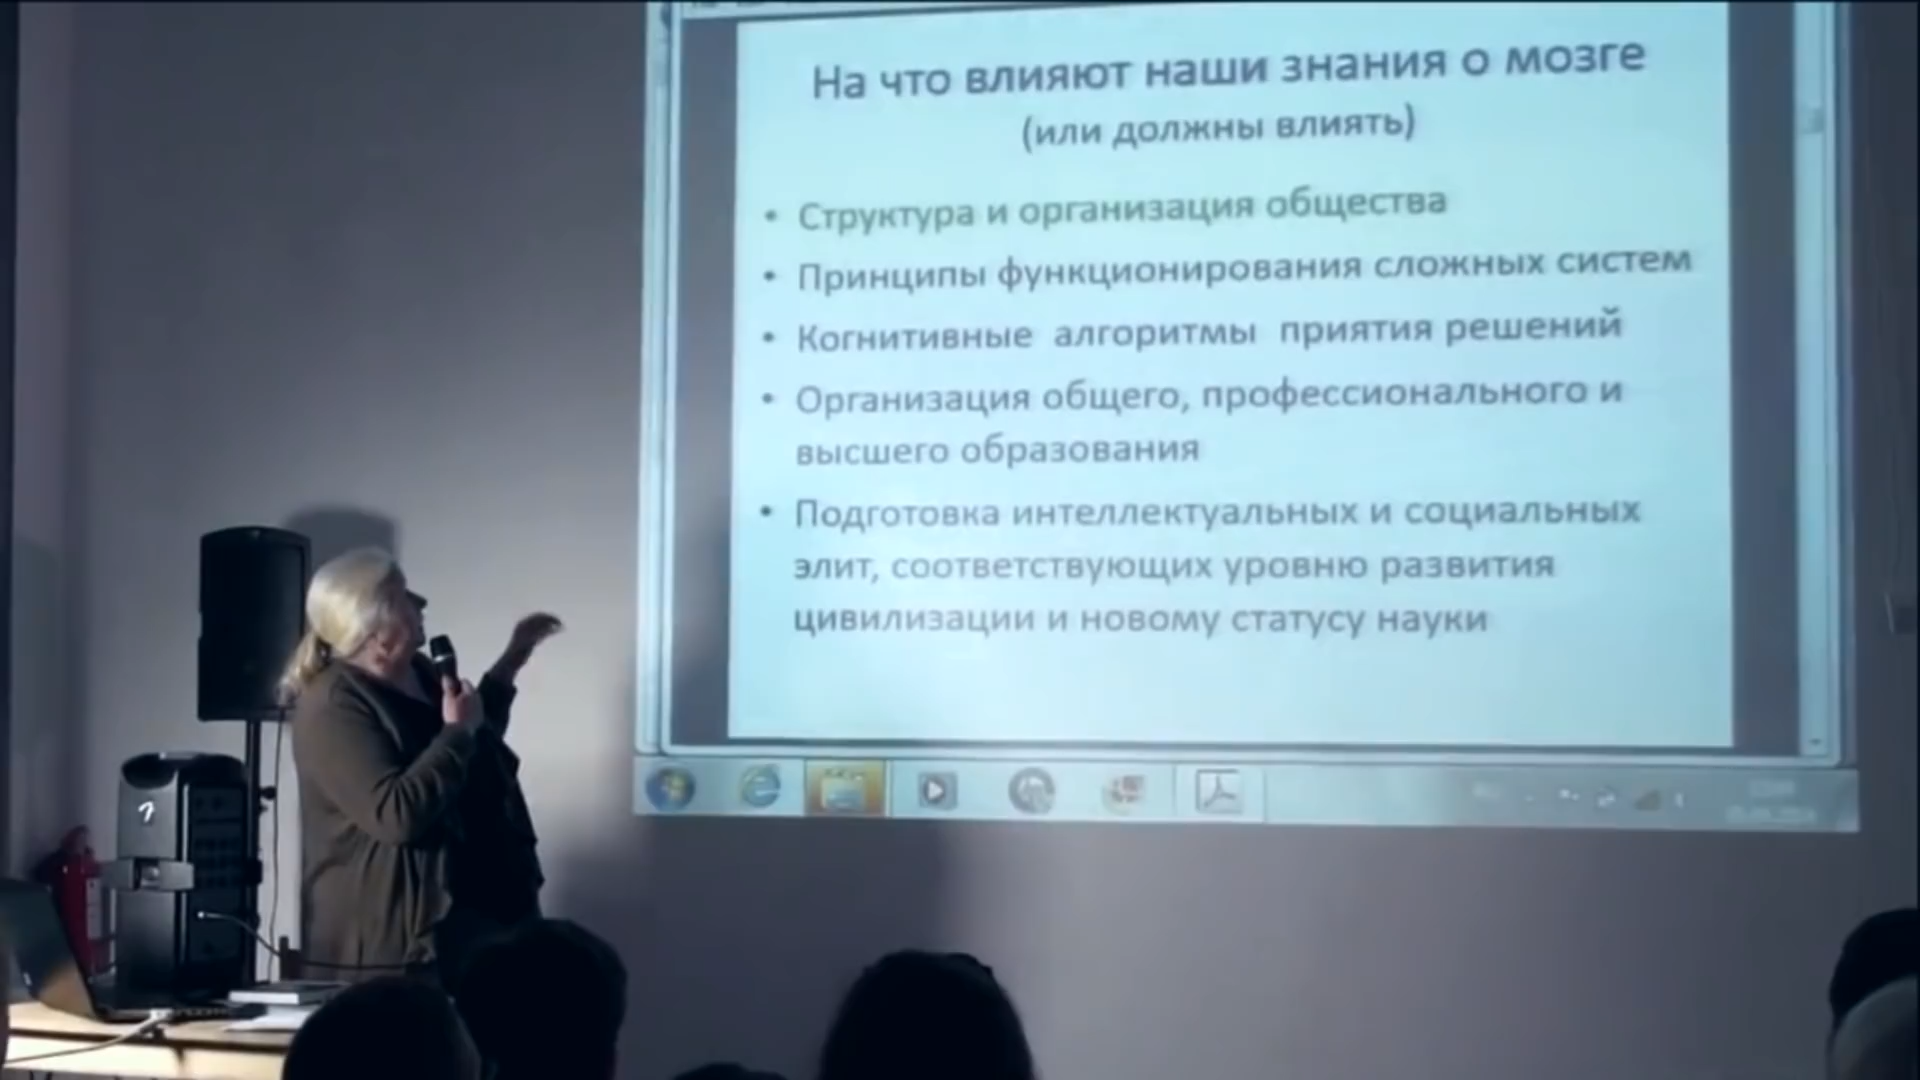 На что влияют наши знания о мозге
(или должны влиять)
• Структура и организация общества
• Принципы функционирования сложных систем
• Когнитивные алгоритмы приятия решений
• Организация общего, профессионального и
высшего образования
• Подготовка интеллектуальных и социальных
элит, соответствующих уровню развития
цивилизации и новому статусу науки